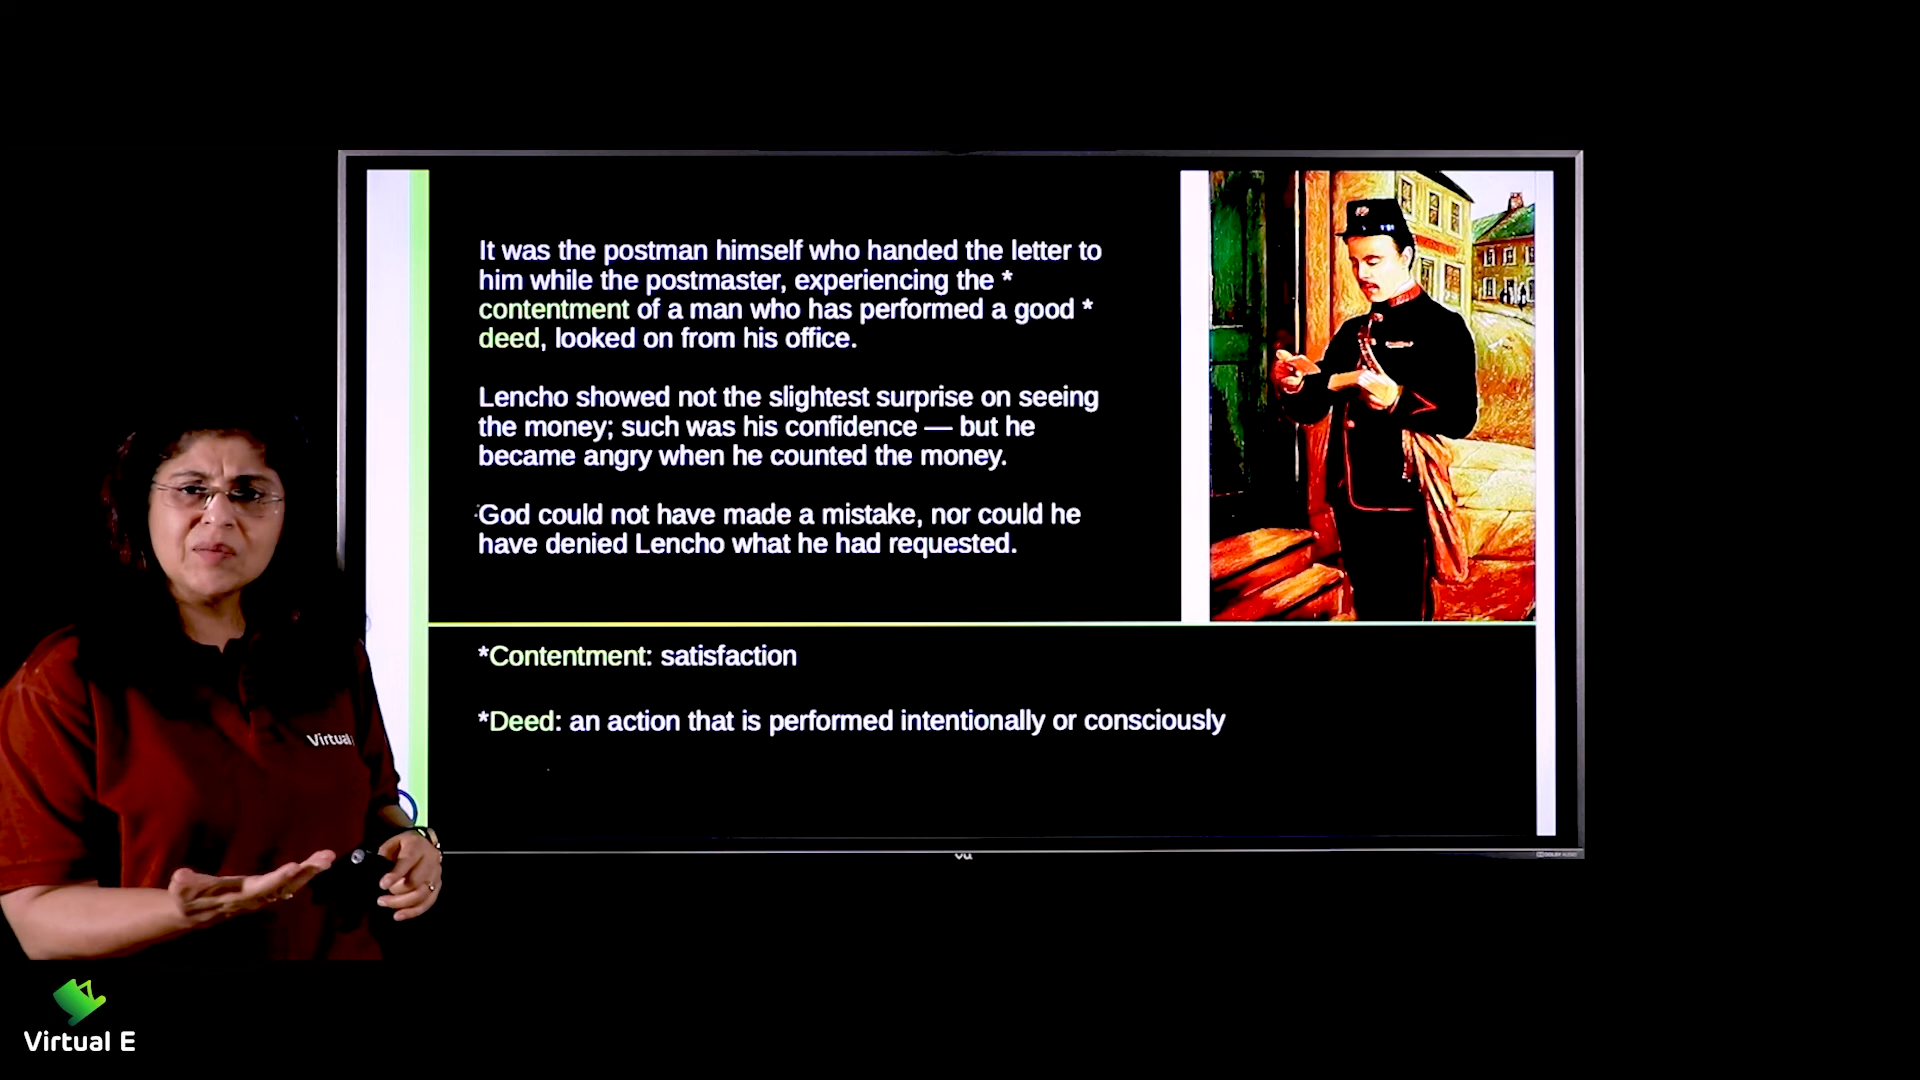 It was the postman himself who handed the letter to
him while the postmaster, experiencing the *
contentment of a man who has performed a good *
deed, looked on from his office.
Lencho showed not the slightest surprise on seeing
the money; such was his confidence — but he
became angry when he counted the money.
God could not have made a mistake, nor could he
have denied Lencho what he had requested.
*Contentment: satisfaction
*Deed: an action that is performed intentionally or consciously
Virtual
Vu
Virtual E